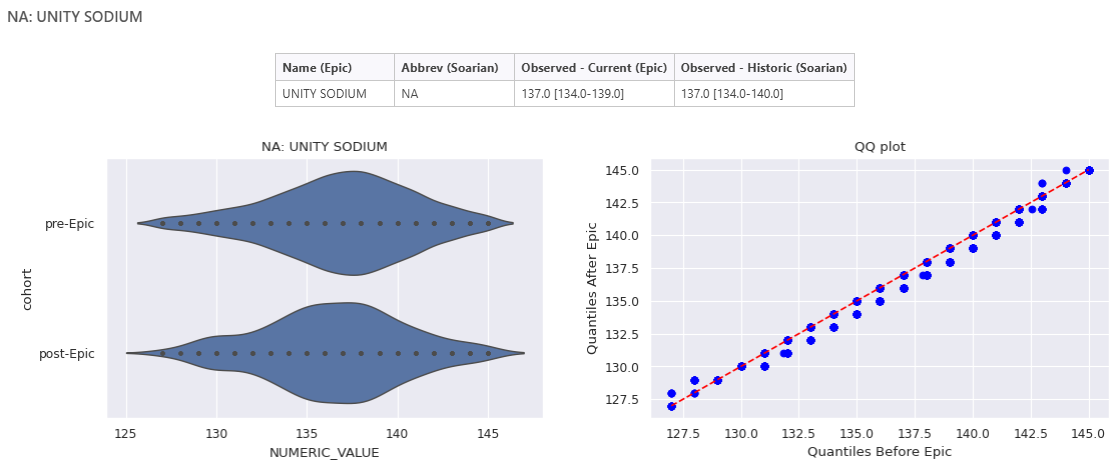 NA: UNITY SODIUM
Name (Epic) Abbrev (Soarian) Observed - Current (Epic) Observed - Historic (Soarian)
UNITY SODIUM NA 137.0 [134.0-139.0] 137.0 [134.0-140.0]
NA: UNITY SODIUM
pre-Epic
post-Epic
cohort
125 130 135 140 145
NUMERIC_VALUE
QQ plot
145.0
142.5
140.0
137.5
135.0
132.5
130.0
127.5
Quantiles After Epic
127.5 130.0 132.5 135.0 137.5 140.0 142.5 145.0
Quantiles Before Epic